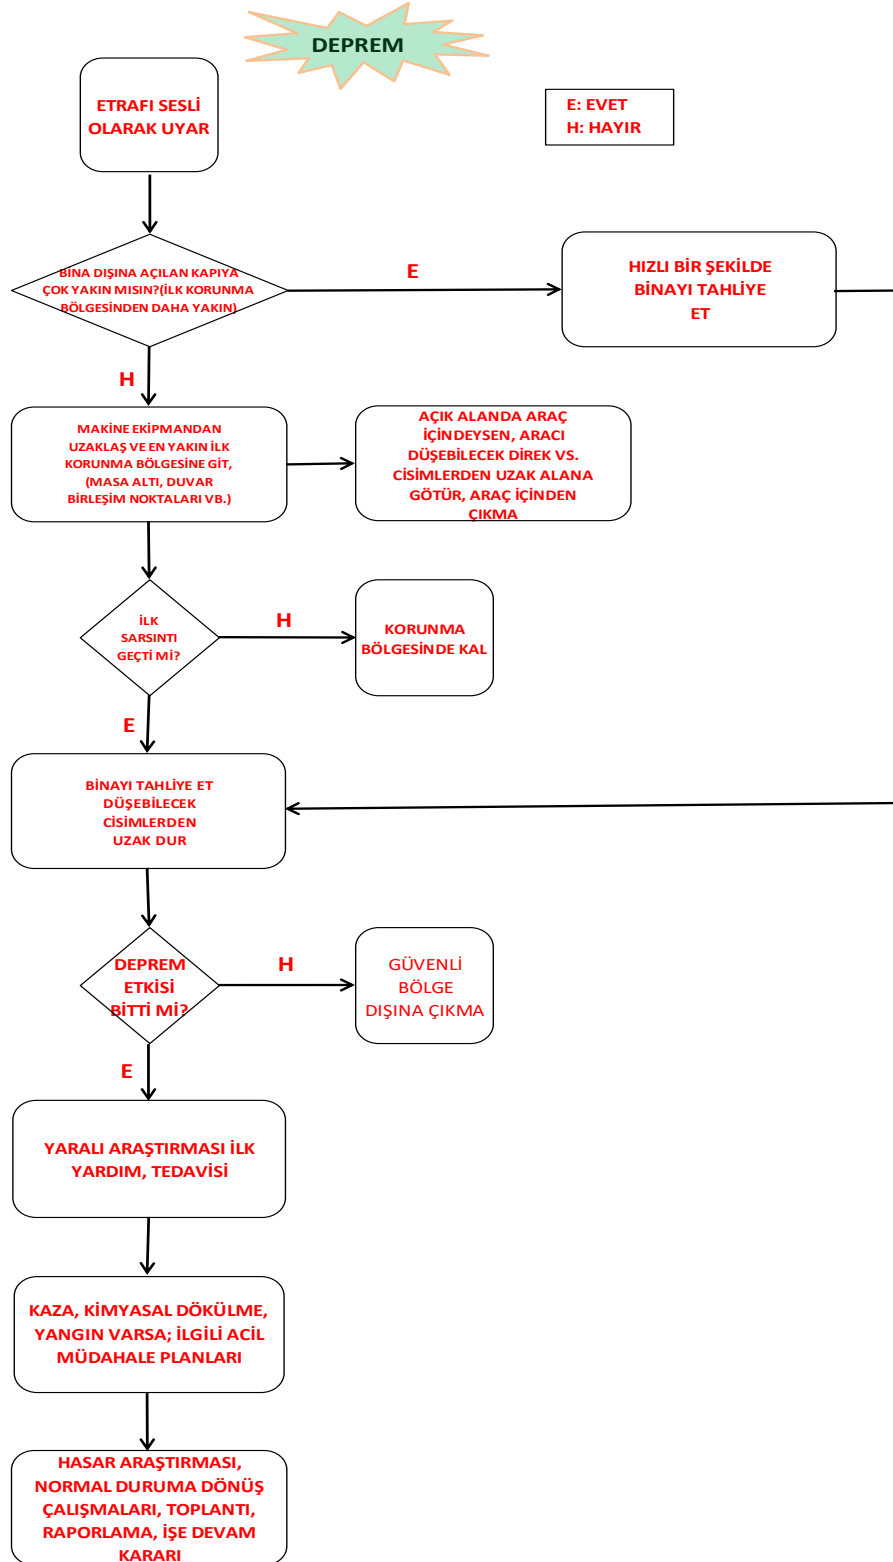 DEPREM
ETRAFI SESLİ
OLARAK UYAR
E: EVET
H: HAYIR
BİNA DIŞINA AÇILAN KAPIYA
ÇOK YAKIN MISIN?(İLK KORUNMA
BÖLGESİNDEN DAHA YAKIN)
E
HIZLI BİR ŞEKİLDE
BİNAYI TAHLİYE
ET
H
MAKİNE EKİPMANDAN
UZAKLAŞ VE EN YAKIN İLK
KORUNMA BÖLGESİNE GİT,
(MASA ALTI, DUVAR
BİRLEŞİM NOKTALARI VB.)
AÇIK ALANDA ARAÇ
İÇİNDEYSEN, ARACI
DÜŞEBİLECEK DİREK VS.
CİSİMLERDEN UZAK ALANA
GÖTÜR, ARAÇ İÇİNDEN
ÇIKMA
İLK
SARSINTI
GEÇTİ Mİ?
H
KORUNMA
BÖLGESİNDE KAL
E
BİNAYI TAHLİYE ET
DÜŞEBİLECEK
CİSİMLERDEN
UZAK DUR
DEPREM
ETKİSİ
BİTTİ Mİ?
H
GÜVENLİ
BÖLGE
DIŞINA ÇIKMA
E
YARALI ARAŞTIRMASI İLK
YARDIM, TEDAVİSİ
KAZA, KİMYASAL DÖKÜLME,
YANGIN VARSA; İLGİLİ ACİL
MÜDAHALE PLANLARI
HASAR ARAŞTIRMASI,
NORMAL DURUMA DÖNÜŞ
ÇALIŞMALARI, TOPLANTI,
RAPORLAMA, İŞE DEVAM
KARARI